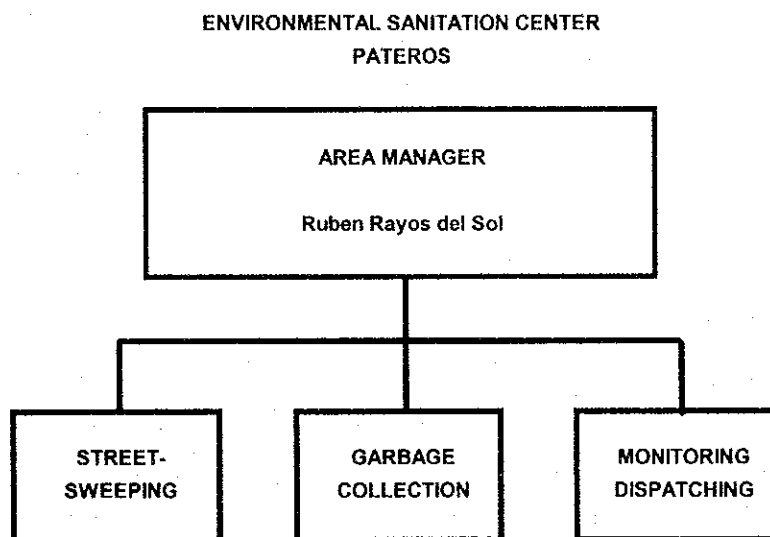 ENVIRONMENTAL SANITATION CENTER
PATEROS
AREA MANAGER
Ruben Rayos del Sol
STREET-
SWEEPING
GARBAGE
COLLECTION
MONITORING
DISPATCHING